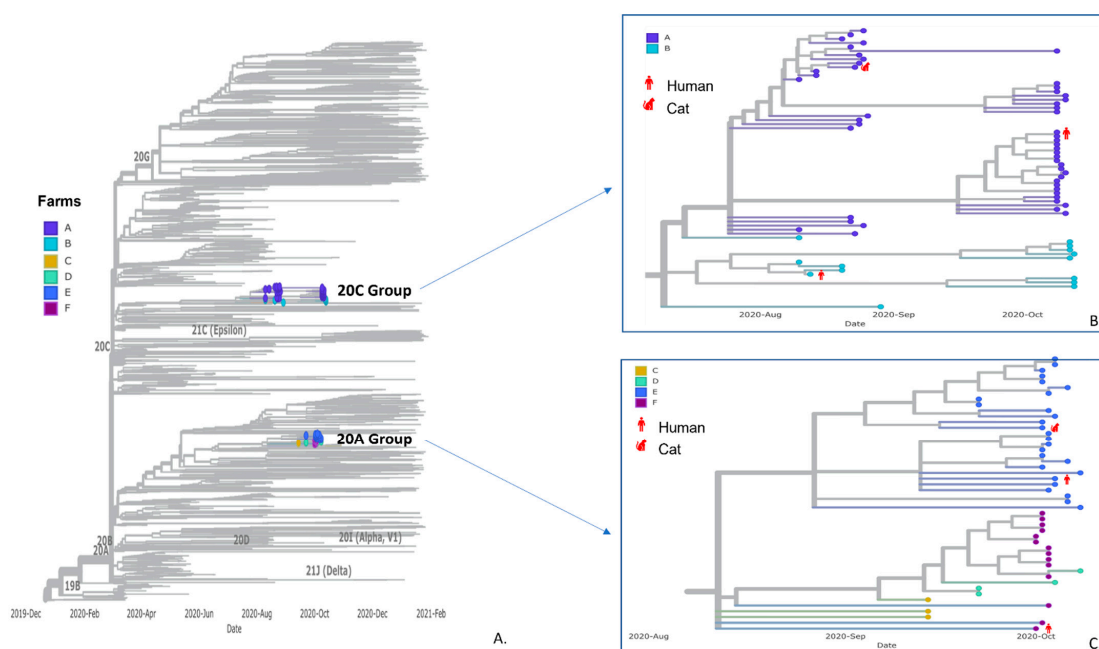 20G
Farms
A
B
C
D
E
F
20C Group
21C (Epsilon)
20C
20A Group
20B
20A
20D
20I (Alpha, V1)
21J (Delta)
19B
2019-Dec 2020-Feb 2020-Apr 2020-Jun 2020-Aug 2020-Oct 2020-Dec 2021-Feb
Date
A.
A
B
Human
Cat
2020-Aug 2020-Sep 2020-Oct
Date
B.
C
D
E
F
Human
Cat
2020-Aug 2020-Sep 2020-Oct
Date
C.